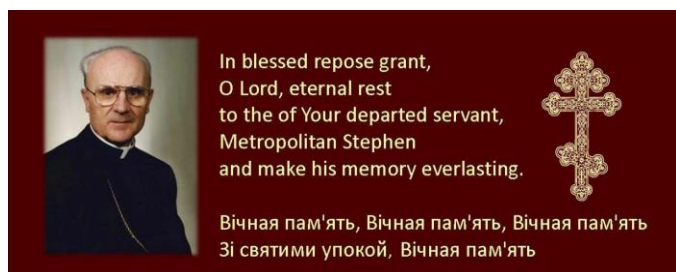 In blessed repose grant,
O Lord, eternal rest
to the of Your departed servant,
Metropolitan Stephen
and make his memory everlasting.
Вічная пам'ять, Вічная пам'ять, Вічная пам'ять
Зі святими упокой, Вічная пам'ять